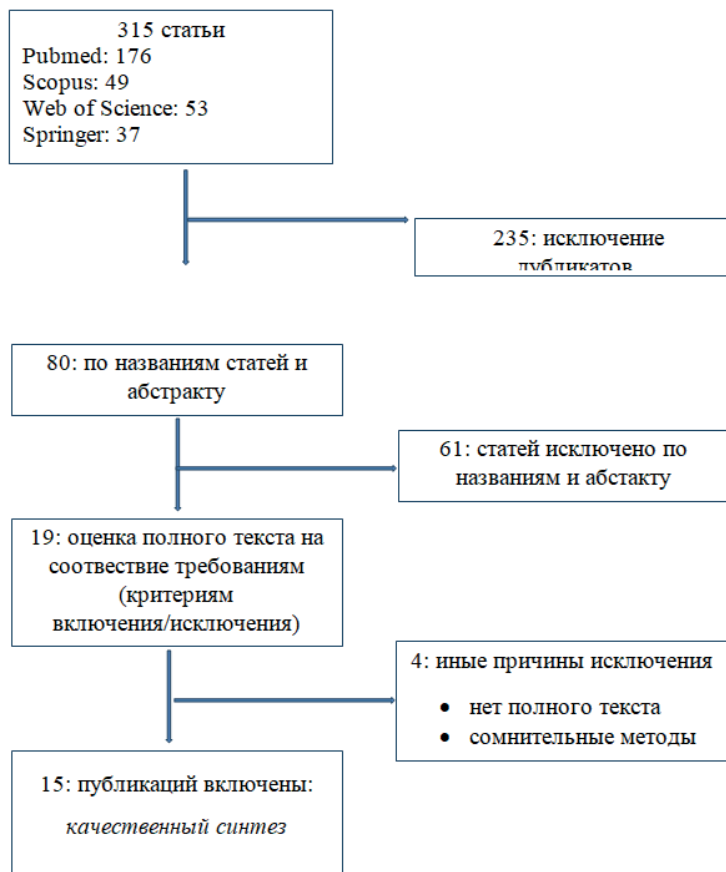 315 статьи
Pubmed: 176
Scopus: 49
Web of Science: 53
Springer: 37
235: исключение
дубликатов
80: по названиям статей и
абстракту
61: статей исключено по
названиям и абстакту
19: оценка полного текста на
соотвествие требованиям
(критериям
включения/исключения)
4: иные причины исключения
• нет полного текста
• сомнительные методы
15: публикаций включены:
качественный синтез